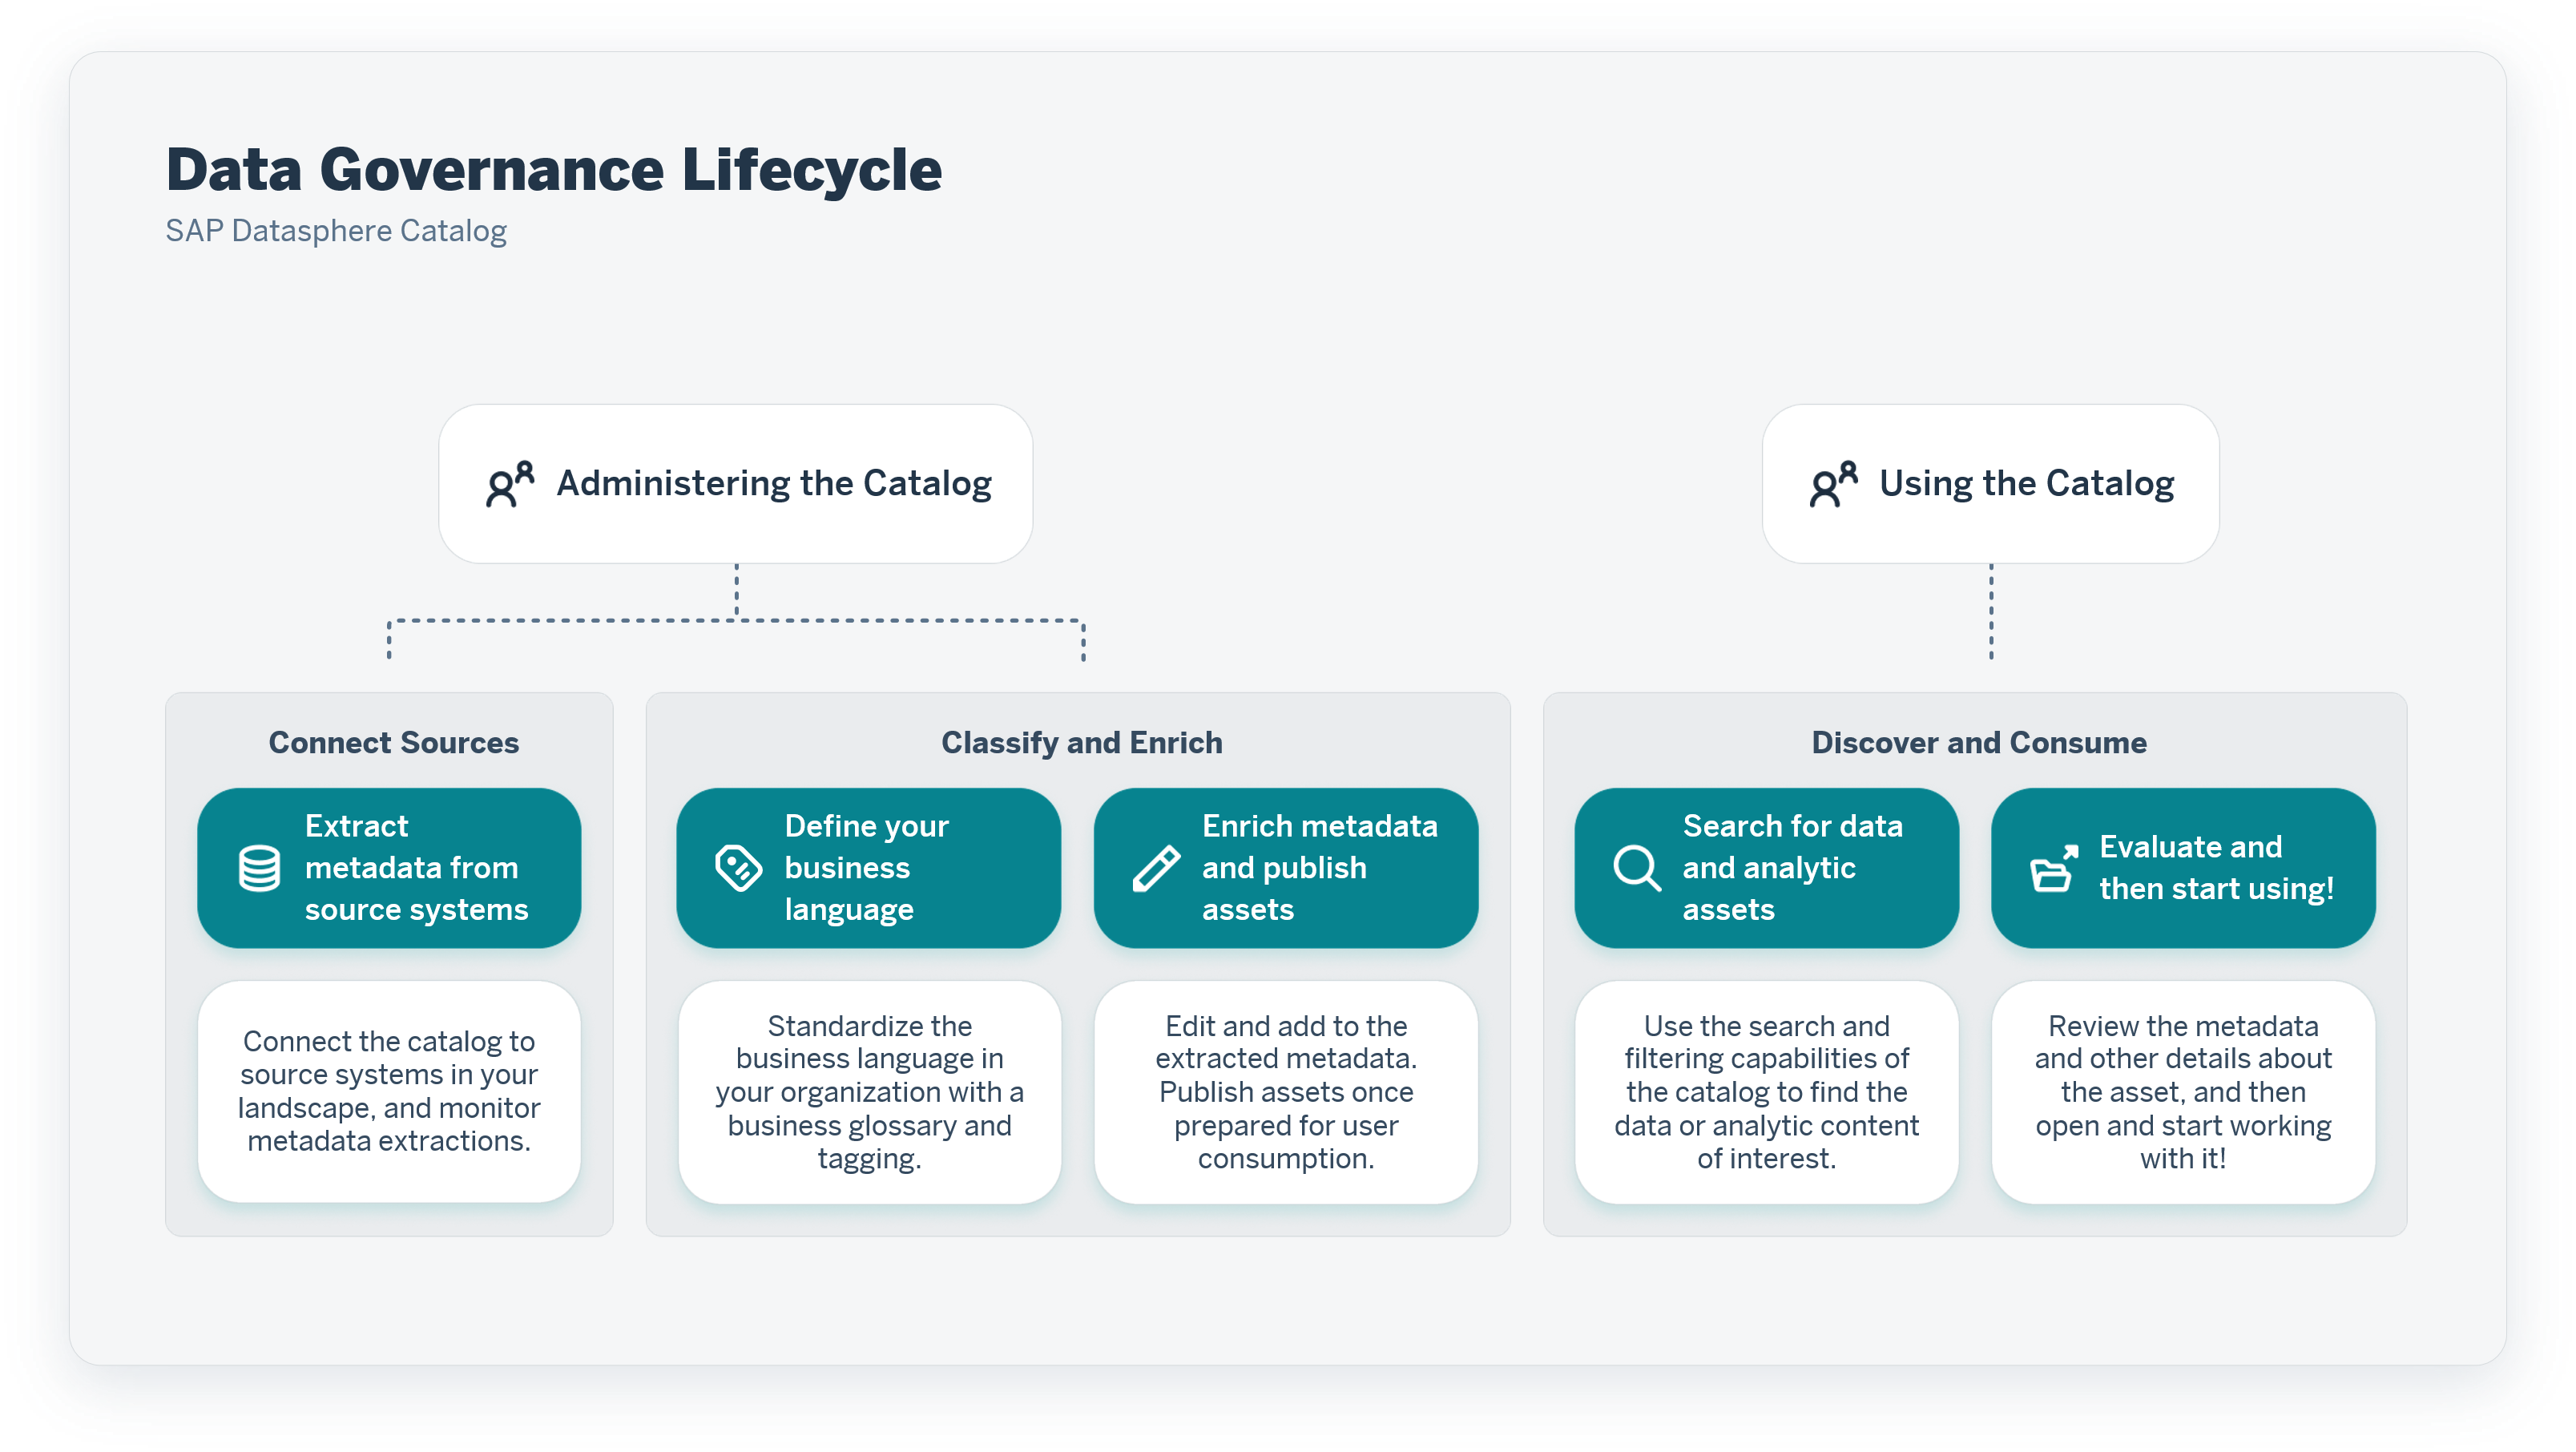 Data Governance Lifecycle
SAP Datasphere Catalog
Administering the Catalog
Using the Catalog
Connect Sources
Extract
metadata from
source systems
Connect the catalog to
source systems in your
landscape, and monitor
metadata extractions.
Classify and Enrich
Define your
business
language
Standardize the
business language in
your organization with a
business glossary and
tagging.
Enrich metadata
and publish
assets
Edit and add to the
extracted metadata.
Publish assets once
prepared for user
consumption.
Discover and Consume
Search for data
and analytic
assets
Use the search and
filtering capabilities of
the catalog to find the
data or analytic content
of interest.
Evaluate and
then start using!
Review the metadata
and other details about
the asset, and then
open and start working
with it!